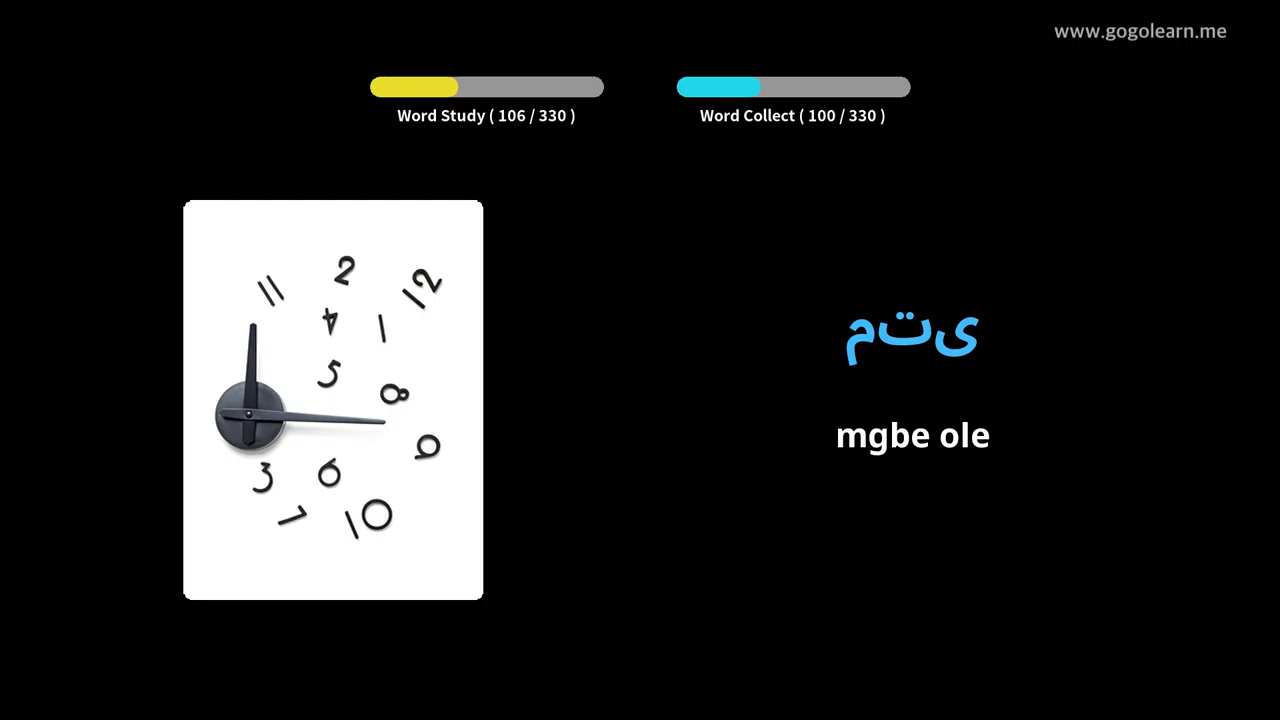 www.gogolearn.me
Word Study ( 106 / 330 )
Word Collect ( 100 / 330 )
11 2 12
4 1
5
8
9
3 6
7 10
ىتم
mgbe ole